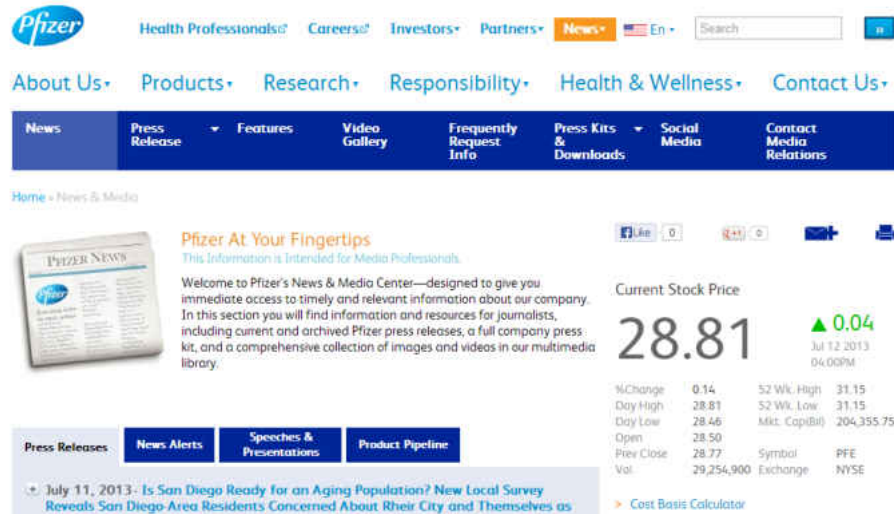 Pfizer
Health Professionals Careers Investors Partners News En Search
About Us Products Research Responsibility Health & Wellness Contact Us
News
Press
Release
Features
Video
Gallery
Frequently
Request
Info
Press Kits
&
Downloads
Social
Media
Contact
Media
Relations
Home » News & Media
PFIZER NEWS
Pfizer
Pfizer At Your Fingertips
This Information is Intended for Media Professionals.
Welcome to Pfizer's News & Media Center—designed to give you
immediate access to timely and relevant information about our company.
In this section you will find information and resources for journalists,
including current and archived Pfizer press releases, a full company press
kit, and a comprehensive collection of images and videos in our multimedia
library.
Like 0 +1 0
Current Stock Price
28.81
0.04
Jul 12 2013
04:00PM
%Change 0.14 52 Wk. High 31.15
Day High 28.81 52 Wk. Low 31.15
Day Low 28.46 Mkt. Cap(Bil) 204,355.75
Open 28.50
Prev Close 28.77 Symbol PFE
Vol. 29,254,900 Exchange NYSE
> Cost Basis Calculator
Press Releases
News Alerts
Speeches &
Presentations
Product Pipeline
+ July 11, 2013- Is San Diego Ready for an Aging Population? New Local Survey
Reveals San Diego-Area Residents Concerned About Rheir City and Themselves as